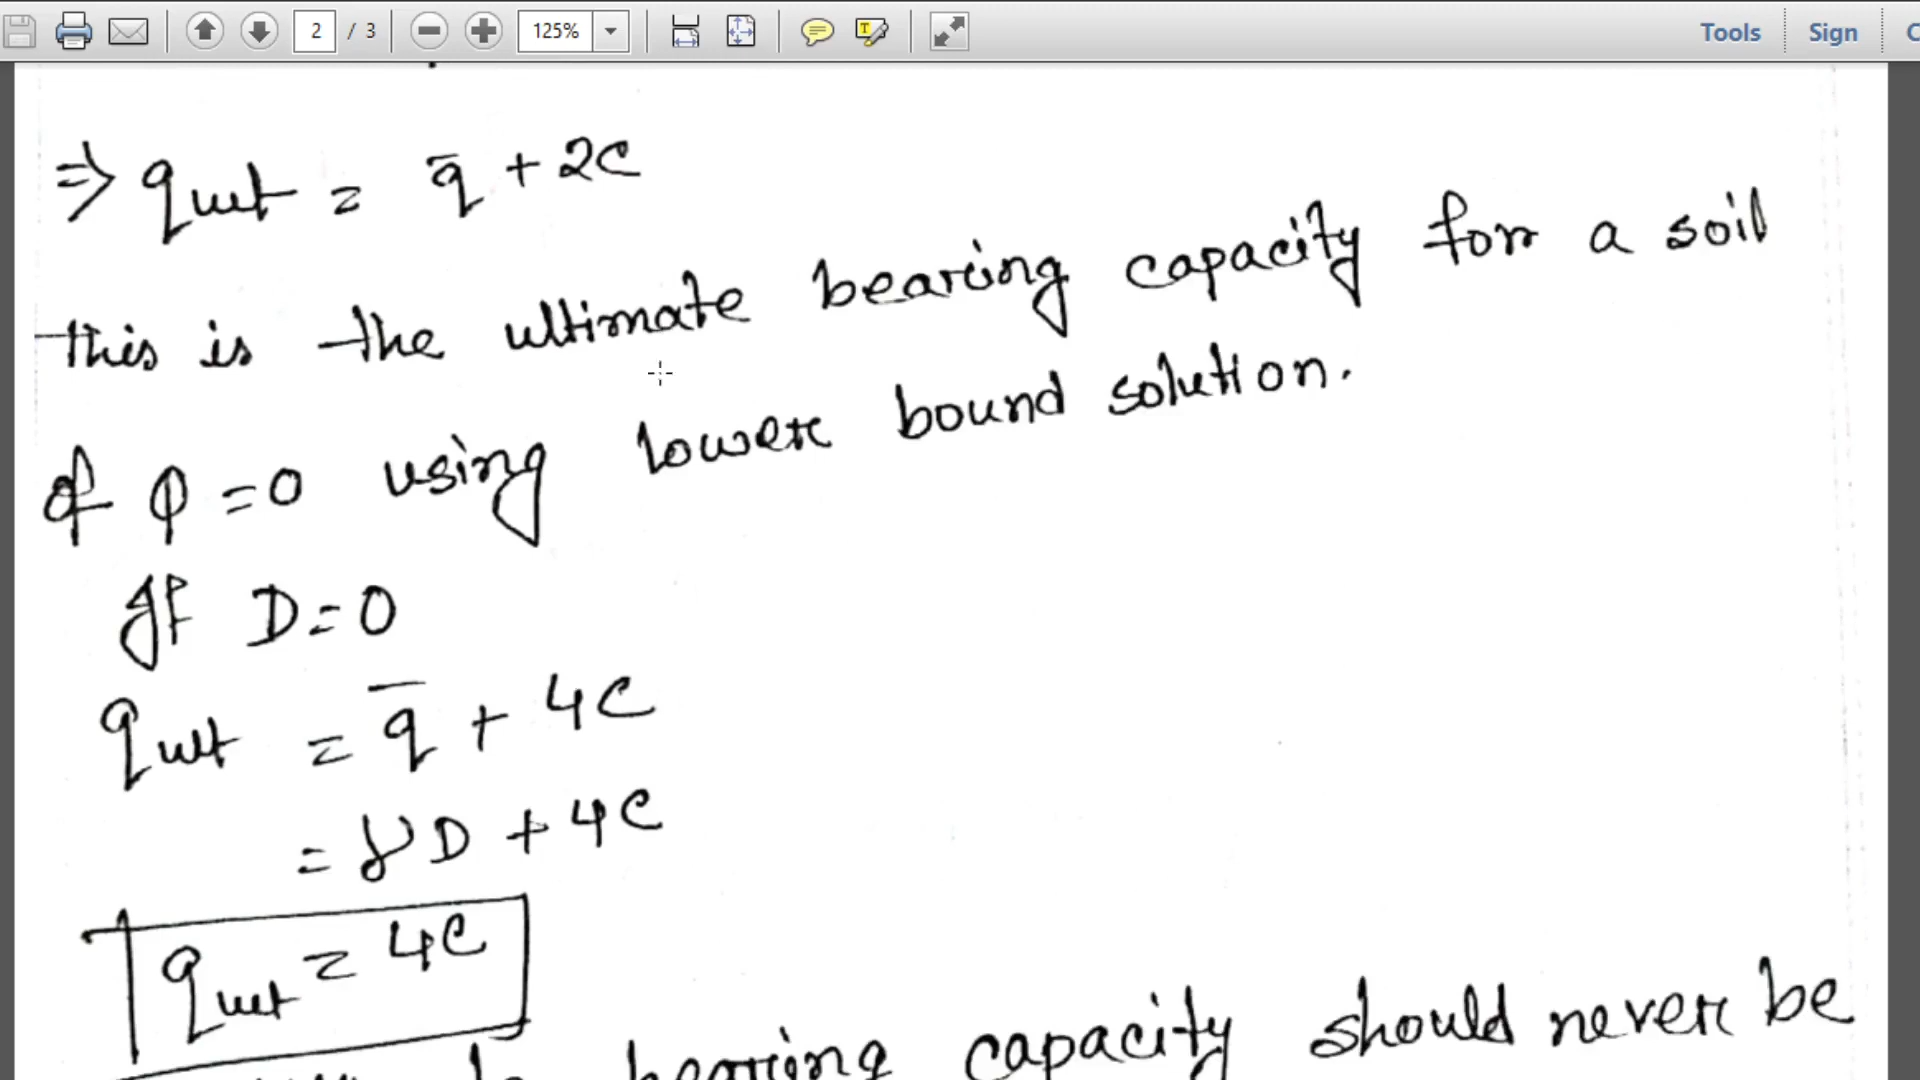 2 / 3 125% Tools Sign
⇒ qult = q̄ + 2C
This is the ultimate bearing capacity for a soil
of φ = 0 using lower bound solution.
If D = 0
qult = q̄ + 4C
= γD + 4C
qult = 4C
bearing capacity should never be